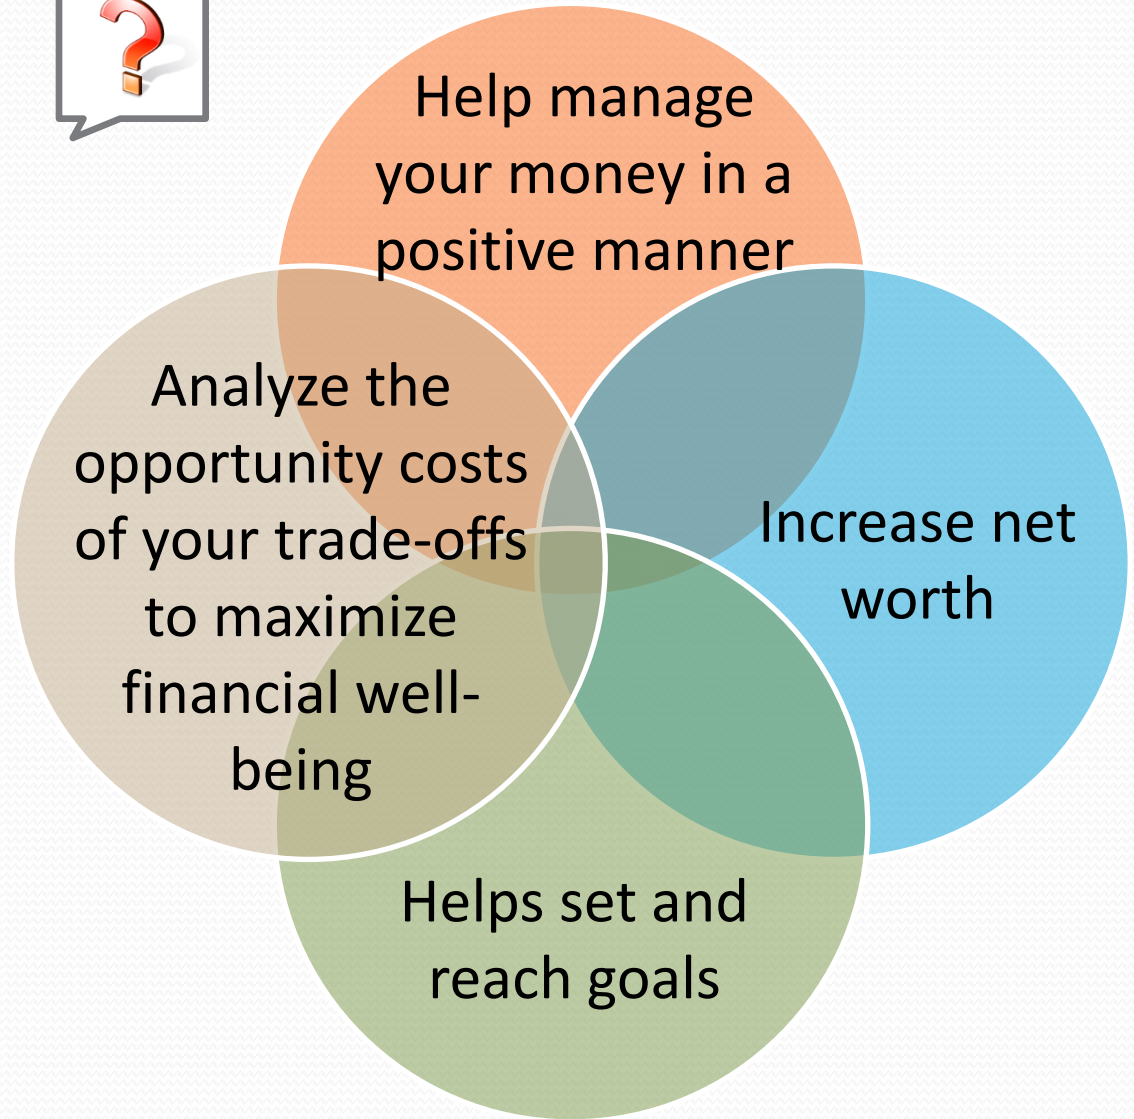 ?
Help manage
your money in a
positive manner
Analyze the
opportunity costs
of your trade-offs
to maximize
financial well-
being
Increase net
worth
Helps set and
reach goals